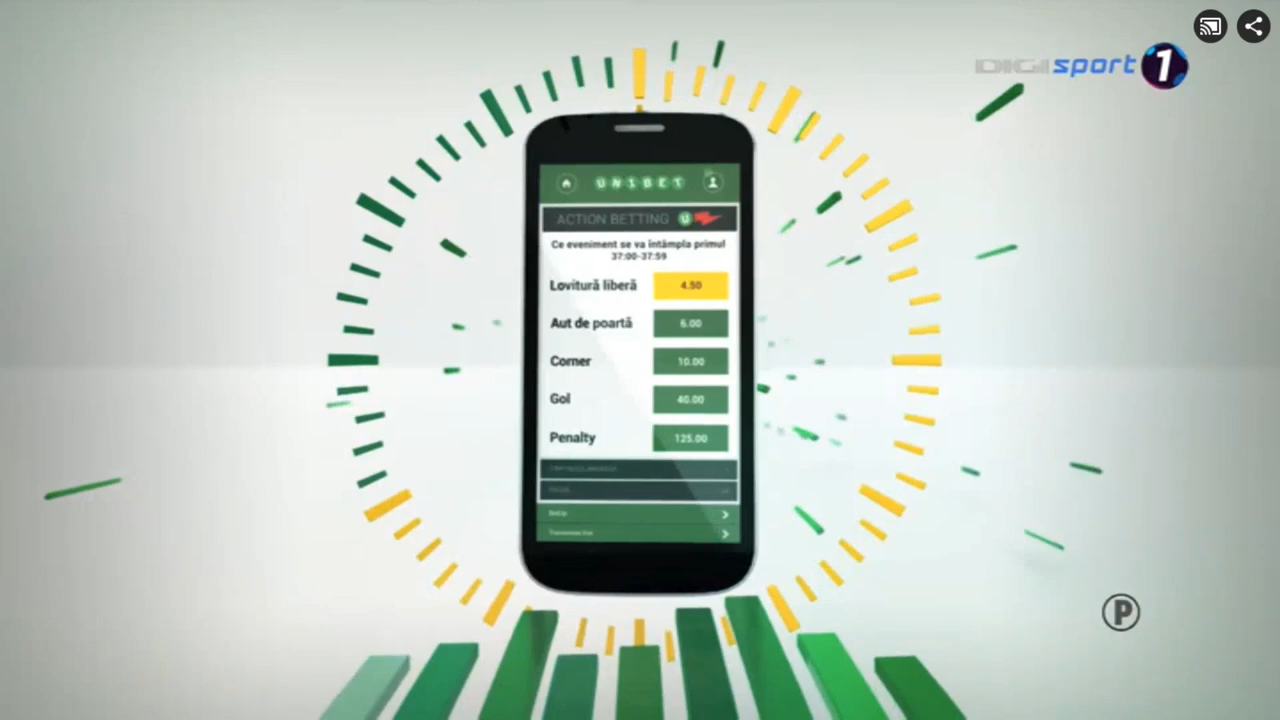 DIGI sport 1
UNIBET
ACTION BETTING U
Ce eveniment se va întâmpla primul
37:00-37:59
Lovitură liberă 4.50
Aut de poartă 6.00
Corner 10.00
Gol 40.00
Penalty 125.00
P